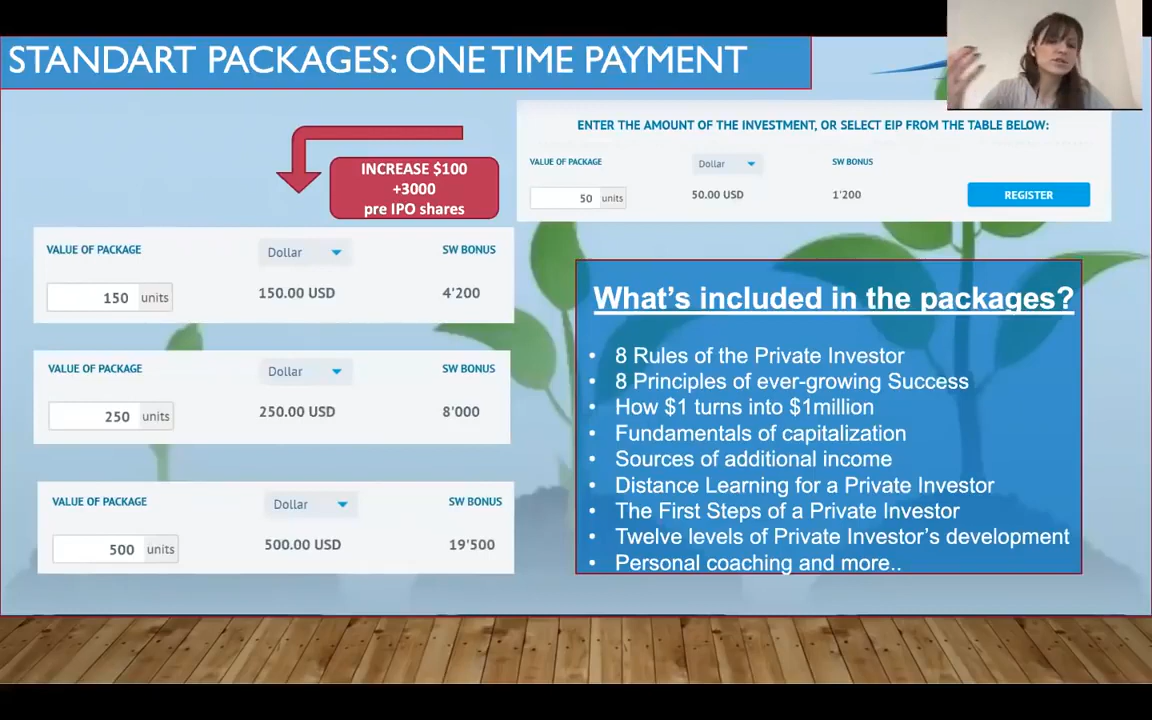 STANDART PACKAGES: ONE TIME PAYMENT
ENTER THE AMOUNT OF THE INVESTMENT, OR SELECT EIP FROM THE TABLE BELOW:
VALUE OF PACKAGE Dollar SW BONUS
50 units 50.00 USD 1'200 REGISTER
INCREASE $100
+3000
pre IPO shares
VALUE OF PACKAGE Dollar SW BONUS
150 units 150.00 USD 4'200
VALUE OF PACKAGE Dollar SW BONUS
250 units 250.00 USD 8'000
VALUE OF PACKAGE Dollar SW BONUS
500 units 500.00 USD 19'500
What's included in the packages?
• 8 Rules of the Private Investor
• 8 Principles of ever-growing Success
• How $1 turns into $1million
• Fundamentals of capitalization
• Sources of additional income
• Distance Learning for a Private Investor
• The First Steps of a Private Investor
• Twelve levels of Private Investor's development
• Personal coaching and more..